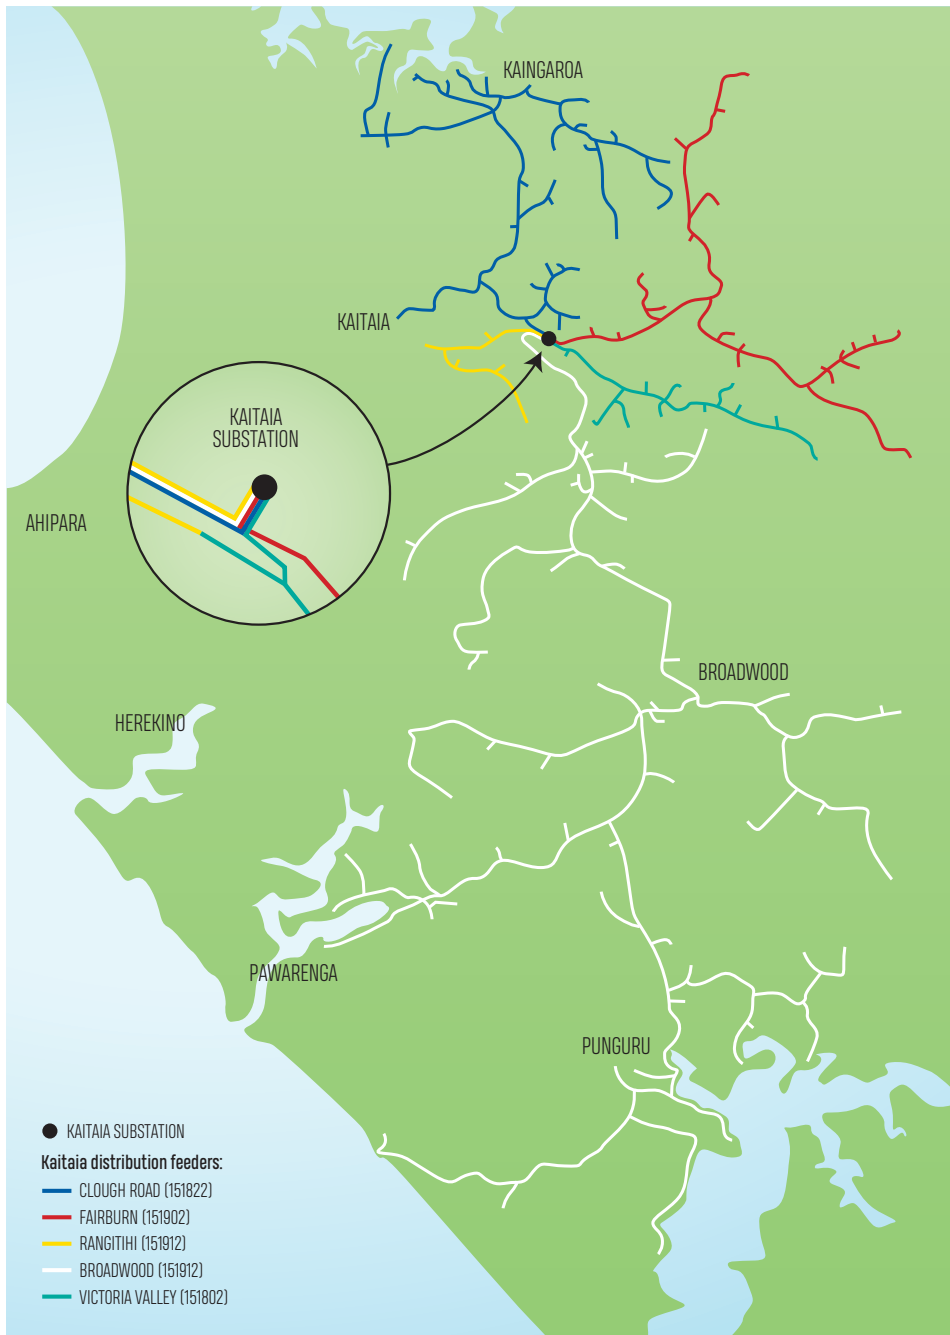 KAINGAROA
KAITAIA
KAITAIA
SUBSTATION
AHIPARA
BROADWOOD
HEREKINO
PAWARENGA
PUNGURU
KAITAIA SUBSTATION
Kaitaia distribution feeders:
CLOUGH ROAD (151822)
FAIRBURN (151902)
RANGITIHI (151912)
BROADWOOD (151912)
VICTORIA VALLEY (151802)